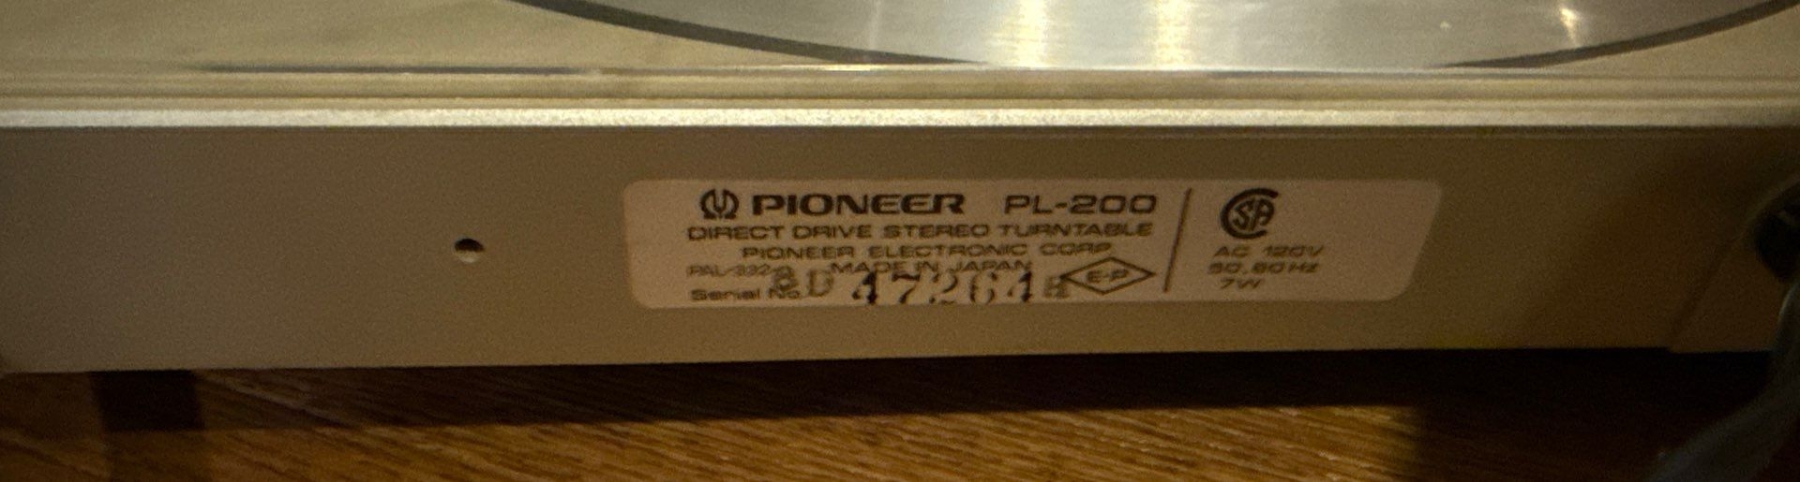 PIONEER PL-200
DIRECT DRIVE STEREO TURNTABLE
PIONEER ELECTRONIC CORP.
MADE IN JAPAN
Serial No. 47264
E-P
CSA
AC 120V
50, 60Hz
7W